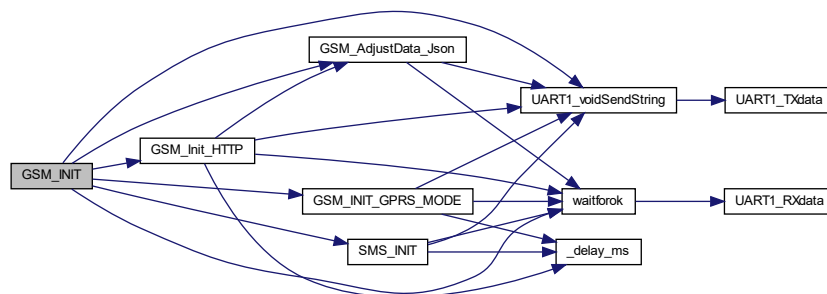 GSM_AdjustData_Json
UART1_voidSendString
UART1_TXdata
GSM_Init_HTTP
GSM_INIT
GSM_INIT_GPRS_MODE
waitforok
UART1_RXdata
SMS_INIT
_delay_ms